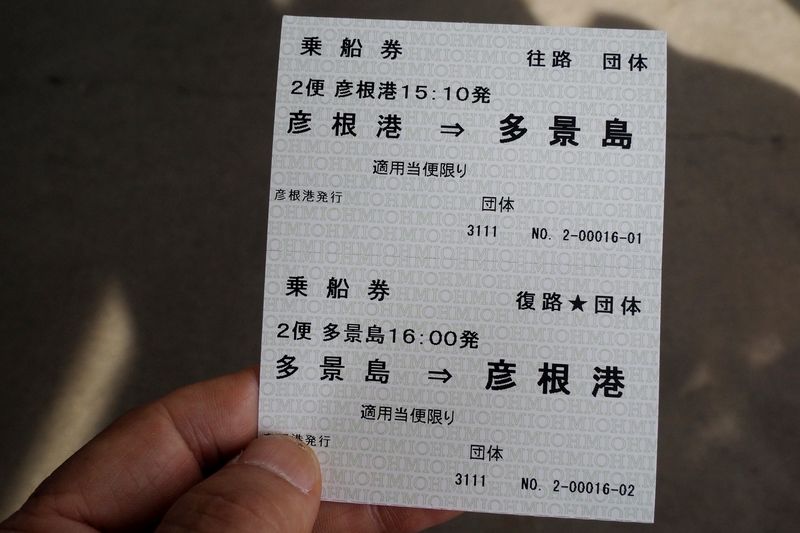 乗船券 往路 団体
2便 彦根港15:10発
彦根港 ⇒ 多景島
適用当便限り
彦根港発行 団体
3111 NO. 2-00016-01
乗船券 復路★団体
2便 多景島16:00発
多景島 ⇒ 彦根港
適用当便限り
港発行 団体
3111 NO. 2-00016-02